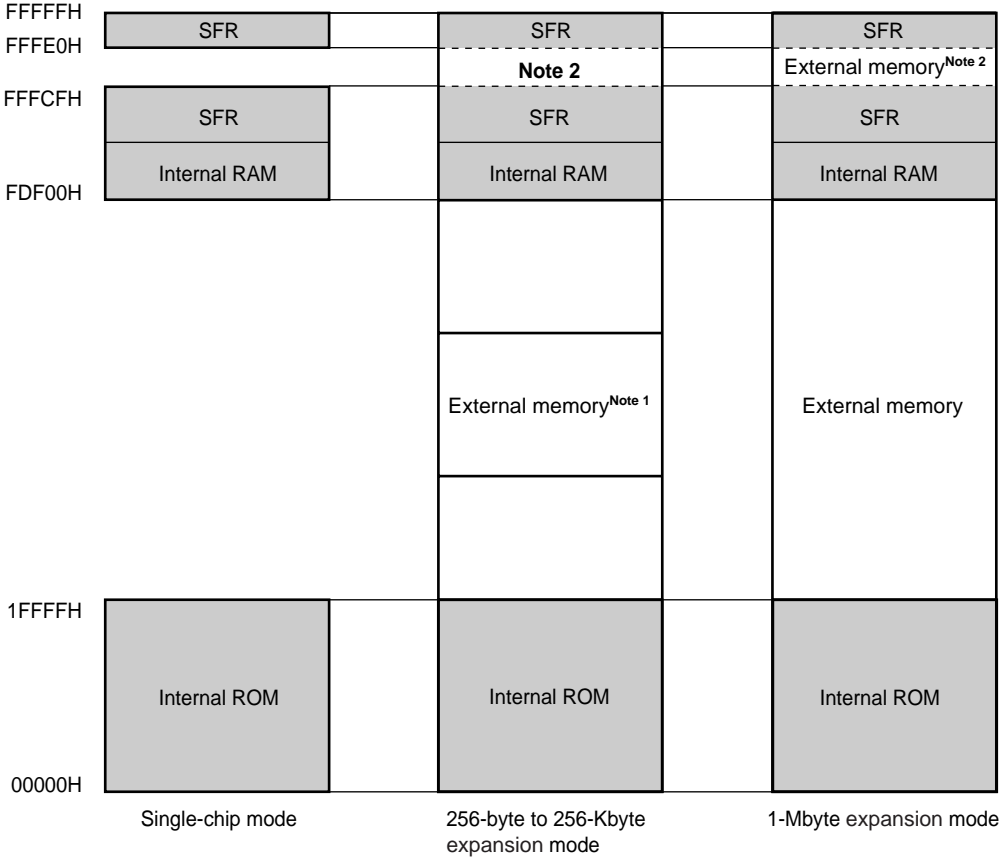 FFFFFH
SFR SFR SFR
FFFE0H
Note 2 External memoryNote 2
FFFCFH
SFR SFR SFR
Internal RAM Internal RAM Internal RAM
FDF00H
External memoryNote 1 External memory
1FFFFH
Internal ROM Internal ROM Internal ROM
00000H
Single-chip mode 256-byte to 256-Kbyte 1-Mbyte expansion mode
expansion mode